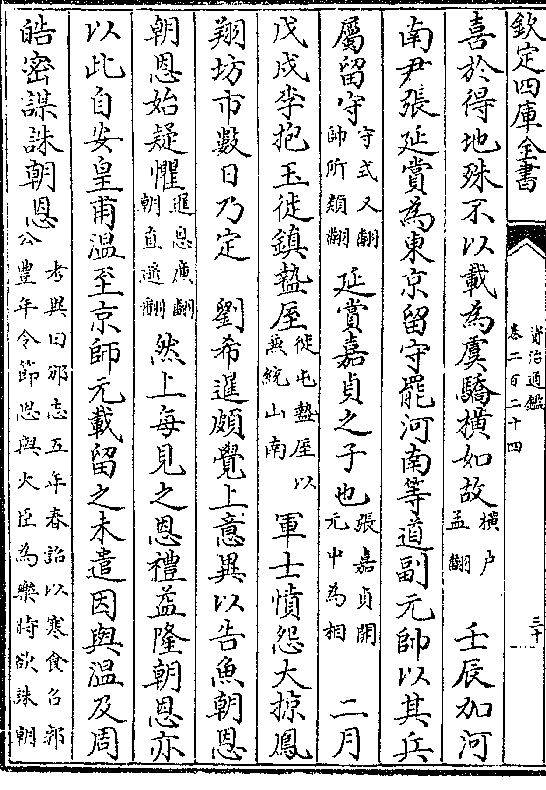 欽定四庫全書
資治通鑑
卷二百二十四
三十
喜於得地殊不以載為虞驕横如故横户孟翻 壬辰加河
南尹張延賞為東京留守罷河南等道副元帥以其兵
屬留守守式又翻帥所類翻 延賞嘉貞之子也張嘉貞開元中為相 二月
戊戌李抱玉徙鎮盩厔徙屯盩厔以兼統山南 軍士憤怨大掠鳳
翔坊市數日乃定 劉希暹頗覺上意異以告魚朝恩
朝恩始疑懼暹息廉翻朝直遙翻 然上每見之恩禮益隆朝恩亦
以此自安皇甫溫至京師元載留之未遣因與溫及周
皓密謀誅朝恩考異曰邠志五年春詔以寒食召郭公豐年令節思與大臣為樂時欲誅朝